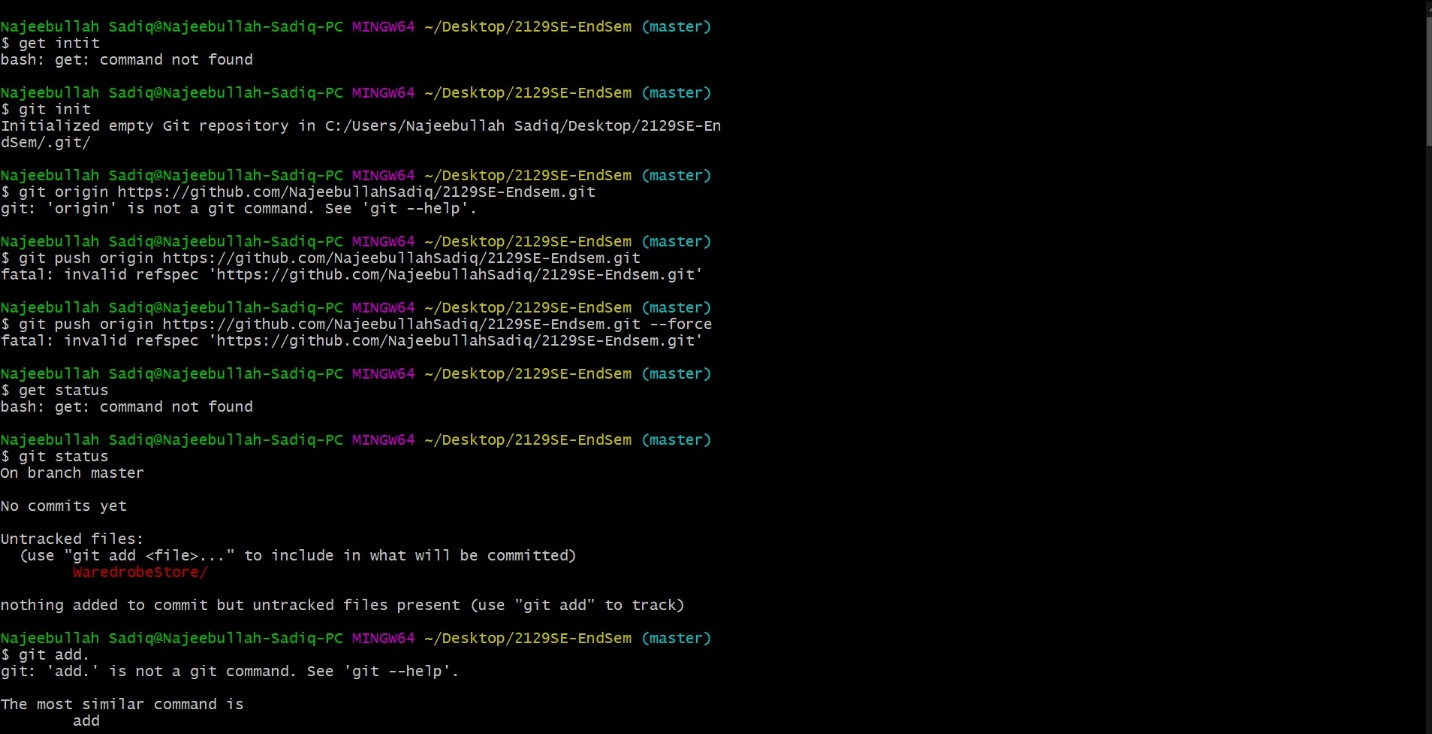 Najeebullah Sadiq@Najeebullah-Sadiq-PC MINGW64 ~/Desktop/2129SE-EndSem (master)
$ get intit
bash: get: command not found
Najeebullah Sadiq@Najeebullah-Sadiq-PC MINGW64 ~/Desktop/2129SE-EndSem (master)
$ git init
Initialized empty Git repository in C:/Users/Najeebullah Sadiq/Desktop/2129SE-En
dSem/.git/
Najeebullah Sadiq@Najeebullah-Sadiq-PC MINGW64 ~/Desktop/2129SE-EndSem (master)
$ git origin https://github.com/NajeebullahSadiq/2129SE-Endsem.git
git: 'origin' is not a git command. See 'git --help'.
Najeebullah Sadiq@Najeebullah-Sadiq-PC MINGW64 ~/Desktop/2129SE-EndSem (master)
$ git push origin https://github.com/NajeebullahSadiq/2129SE-Endsem.git
fatal: invalid refspec 'https://github.com/NajeebullahSadiq/2129SE-Endsem.git'
Najeebullah Sadiq@Najeebullah-Sadiq-PC MINGW64 ~/Desktop/2129SE-EndSem (master)
$ git push origin https://github.com/NajeebullahSadiq/2129SE-Endsem.git --force
fatal: invalid refspec 'https://github.com/NajeebullahSadiq/2129SE-Endsem.git'
Najeebullah Sadiq@Najeebullah-Sadiq-PC MINGW64 ~/Desktop/2129SE-EndSem (master)
$ get status
bash: get: command not found
Najeebullah Sadiq@Najeebullah-Sadiq-PC MINGW64 ~/Desktop/2129SE-EndSem (master)
$ git status
On branch master
No commits yet
Untracked files:
(use "git add <file>..." to include in what will be committed)
WaredrobeStore/
nothing added to commit but untracked files present (use "git add" to track)
Najeebullah Sadiq@Najeebullah-Sadiq-PC MINGW64 ~/Desktop/2129SE-EndSem (master)
$ git add.
git: 'add.' is not a git command. See 'git --help'.
The most similar command is
add